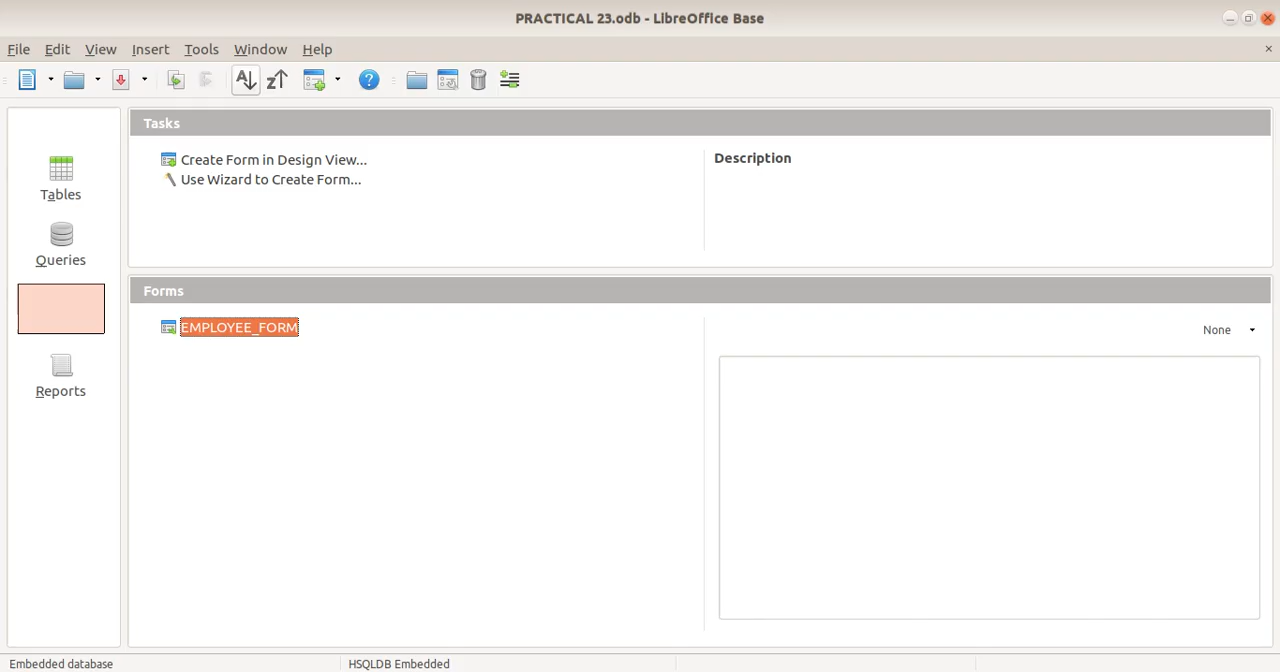 PRACTICAL 23.odb - LibreOffice Base
File Edit View Insert Tools Window Help
Tasks
Create Form in Design View...
Use Wizard to Create Form...
Description
Tables
Queries
Reports
Forms
EMPLOYEE_FORM
None
Embedded database
HSQLDB Embedded